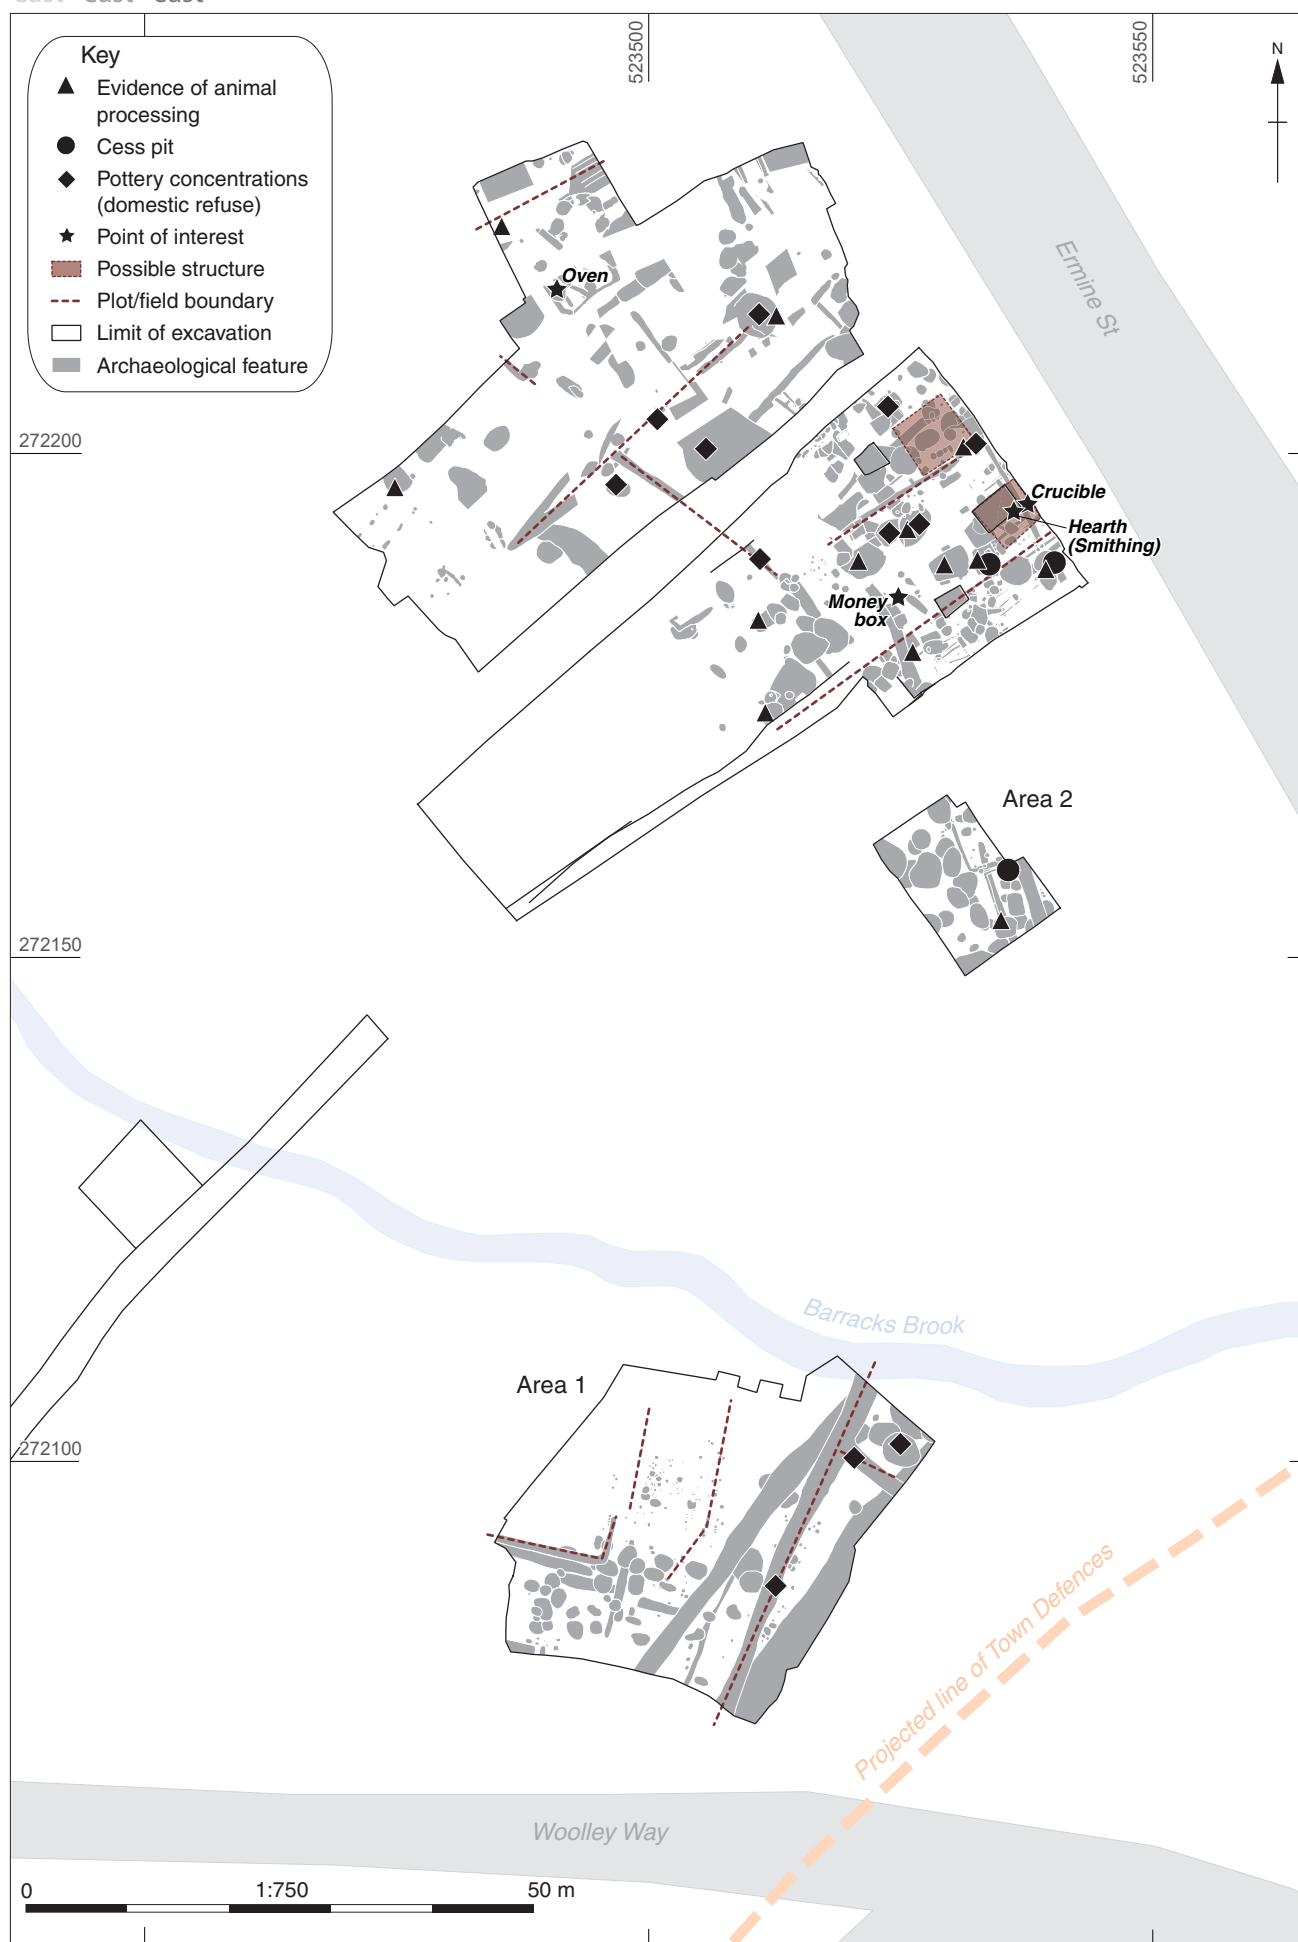 523500
523550
N
Key
Evidence of animal
processing
Cess pit
Pottery concentrations
(domestic refuse)
Point of interest
Possible structure
Plot/field boundary
Limit of excavation
Archaeological feature
Ermine St
Oven
272200
Crucible
Hearth
(Smithing)
Money
box
Area 2
272150
Barracks Brook
Area 1
272100
Projected line of Town Defences
Woolley Way
0 1:750 50 m